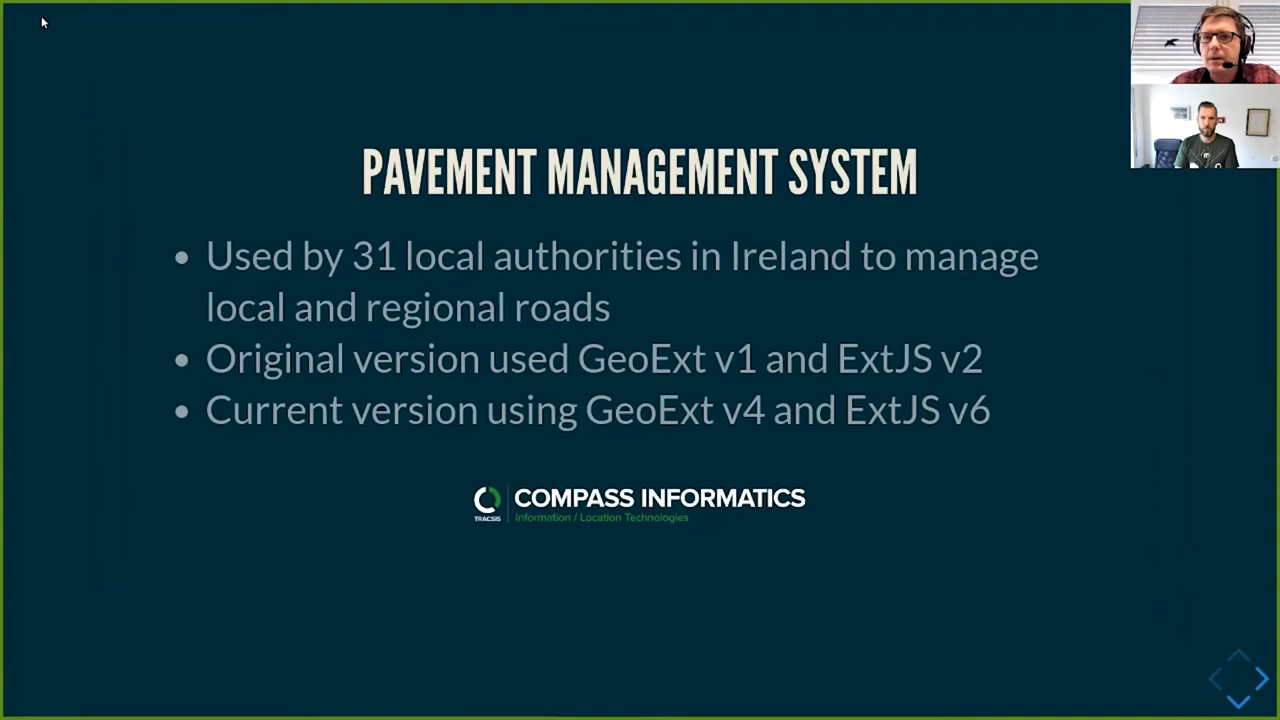 PAVEMENT MANAGEMENT SYSTEM
• Used by 31 local authorities in Ireland to manage
local and regional roads
• Original version used GeoExt v1 and ExtJS v2
• Current version using GeoExt v4 and ExtJS v6
COMPASS INFORMATICS
TRACSIS
Information / Location Technologies